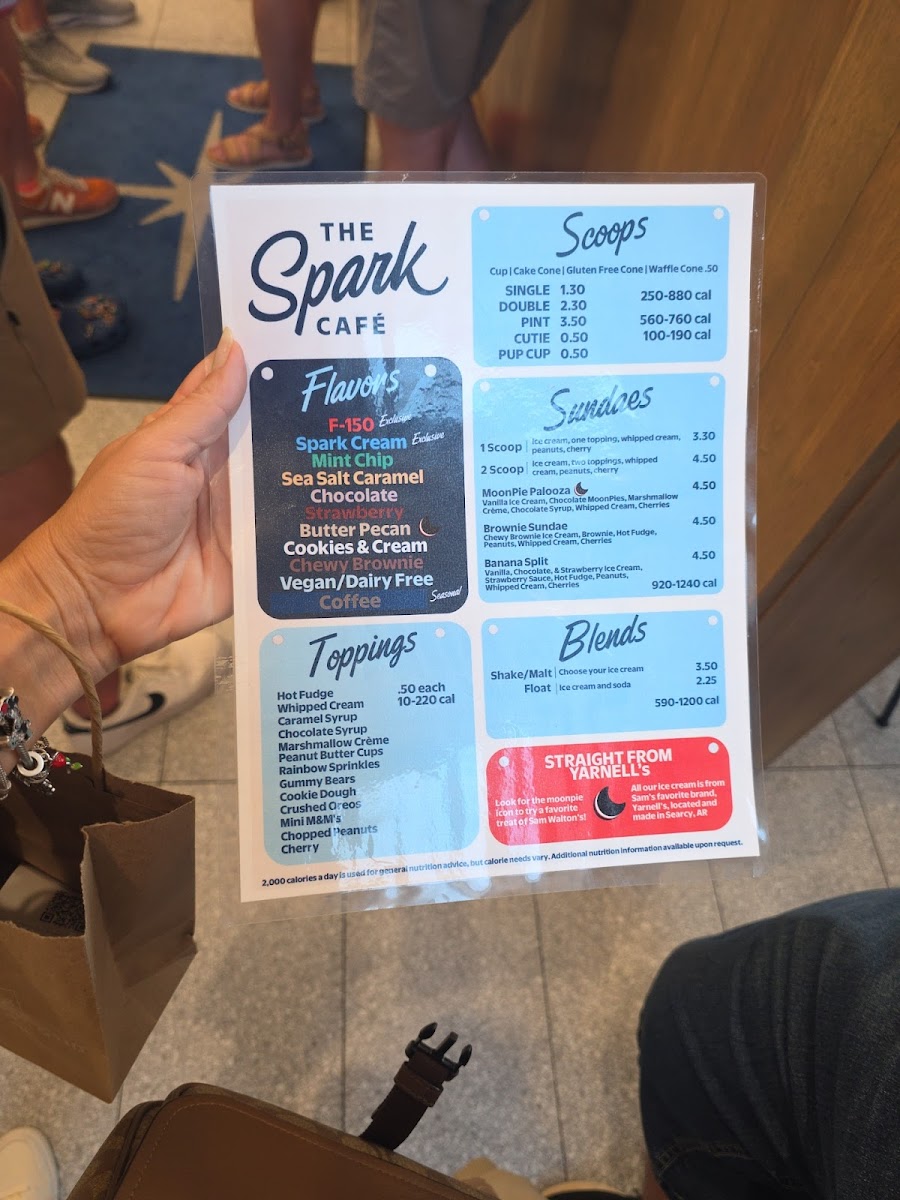 THE
Spark
CAFÉ
Flavors
F-150 Exclusive
Spark Cream Exclusive
Mint Chip
Sea Salt Caramel
Chocolate
Strawberry
Butter Pecan
Cookies & Cream
Chewy Brownie
Vegan/Dairy Free
Coffee Seasonal
Toppings
Hot Fudge .50 each
Whipped Cream 10-220 cal
Caramel Syrup
Chocolate Syrup
Marshmallow Crème
Peanut Butter Cups
Rainbow Sprinkles
Gummy Bears
Cookie Dough
Crushed Oreos
Mini M&M's
Chopped Peanuts
Cherry
Scoops
Cup | Cake Cone | Gluten Free Cone | Waffle Cone .50
SINGLE 1.30 250-880 cal
DOUBLE 2.30
PINT 3.50 560-760 cal
CUTIE 0.50 100-190 cal
PUP CUP 0.50
Sundaes
1 Scoop | Ice cream, one topping, whipped cream, 3.30
peanuts, cherry
2 Scoop | Ice cream, two toppings, whipped 4.50
cream, peanuts, cherry
MoonPie Palooza 4.50
Vanilla Ice Cream, Chocolate MoonPies, Marshmallow
Crème, Chocolate Syrup, Whipped Cream, Cherries
Brownie Sundae 4.50
Chewy Brownie Ice Cream, Brownie, Hot Fudge,
Peanuts, Whipped Cream, Cherries
Banana Split 4.50
Vanilla, Chocolate, & Strawberry Ice Cream,
Strawberry Sauce, Hot Fudge, Peanuts,
Whipped Cream, Cherries 920-1240 cal
Blends
Shake/Malt | Choose your ice cream 3.50
Float | Ice cream and soda 2.25
590-1200 cal
STRAIGHT FROM
YARNELL's
Look for the moonpie
icon to try a favorite
treat of Sam Walton's!
All our ice cream is from
Sam's favorite brand,
Yarnell's, located and
made in Searcy, AR
2,000 calories a day is used for general nutrition advice, but calorie needs vary. Additional nutrition information available upon request.
N